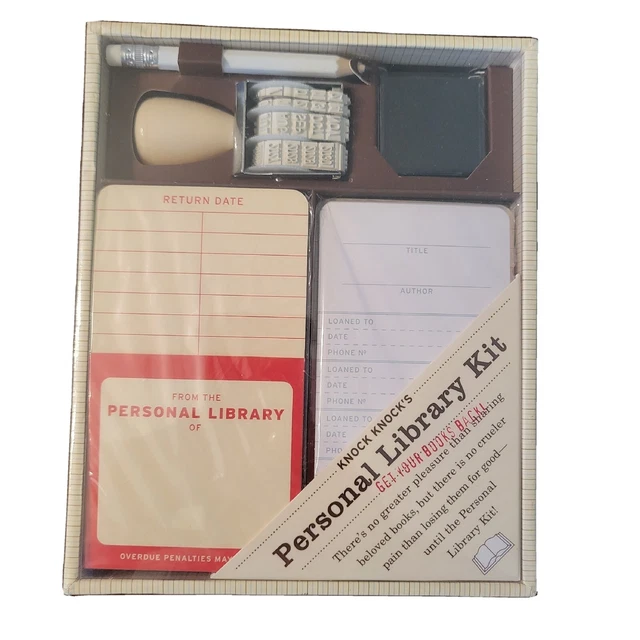 RETURN DATE
FROM THE
PERSONAL LIBRARY
OF
OVERDUE PENALTIES MAY
TITLE
AUTHOR
LOANED TO
DATE
PHONE Nº
LOANED TO
DATE
PHONE Nº
LOANED TO
DATE
PHO
KNOCK KNOCK'S
Personal Library Kit
GET YOUR BOOKS BACK!
There's no greater pleasure than sharing
beloved books, but there is no crueler
pain than losing them for good—
until the Personal
Library Kit!